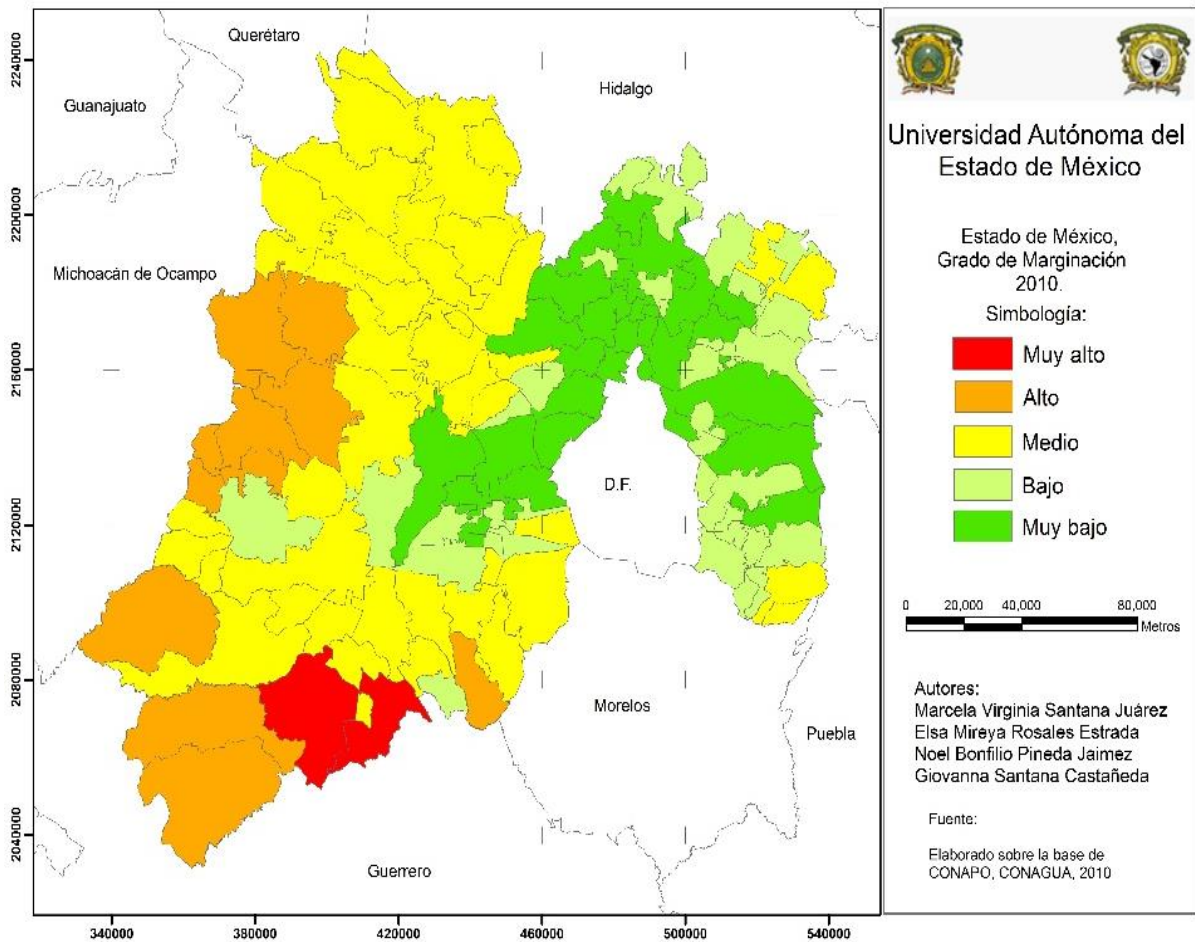 Querétaro
Guanajuato
Hidalgo
Michoacán de Ocampo
D.F.
Morelos
Puebla
Guerrero
2240000
2200000
2160000
2120000
2080000
2040000
340000 380000 420000 460000 500000 540000
Universidad Autónoma del
Estado de México
Estado de México,
Grado de Marginación
2010.
Simbología:
Muy alto
Alto
Medio
Bajo
Muy bajo
0 20,000 40,000 80,000
Metros
Autores:
Marcela Virginia Santana Juárez
Elsa Mireya Rosales Estrada
Noel Bonfilio Pineda Jaimez
Giovanna Santana Castañeda
Fuente:
Elaborado sobre la base de
CONAPO, CONAGUA, 2010